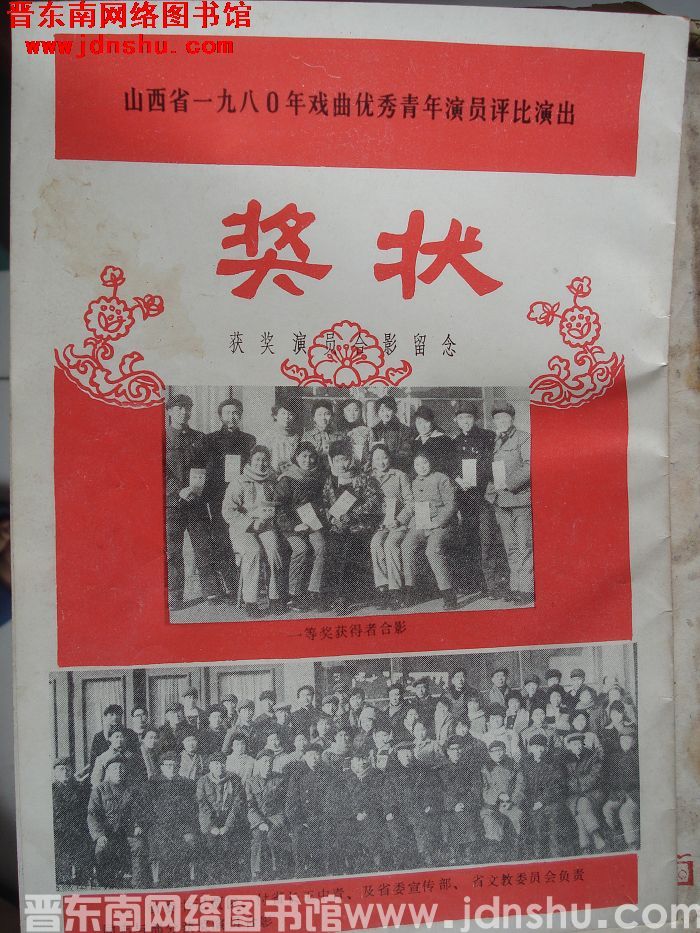 晋东南网络图书馆
www.jdnshu.com
山西省一九八0年戏曲优秀青年演员评比演出
奖状
获奖演员合影留念
一等奖获得者合影
及省委宣传部、省文教委员会负责
晋东南网络图书馆www.jdnshu.com